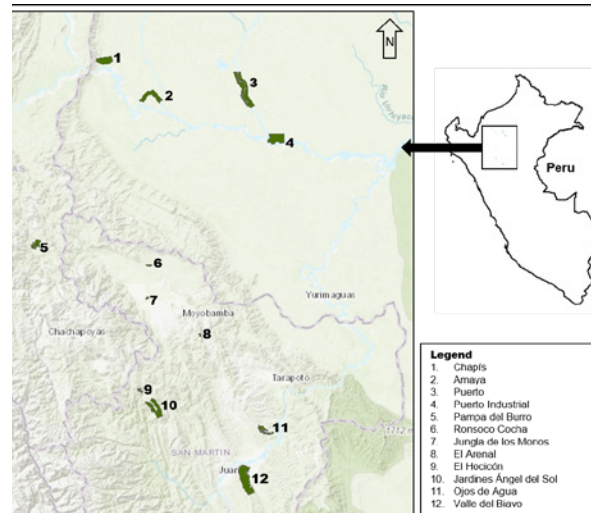 N
1
2
3
4
Peru
5
6
7
Yurimaguas
Moyobamba
8
Chachapoyas
Tarapoto
9
10
11
SAN MARTIN
Juan
12
Legend
1. Chapis
2. Amaya
3. Puerto
4. Puerto Industrial
5. Pampa del Burro
6. Ronsoco Cocha
7. Jungla de los Monos
8. El Arenal
9. El Hocicón
10. Jardines Ángel del Sol
11. Ojos de Agua
12. Valle del Biavo